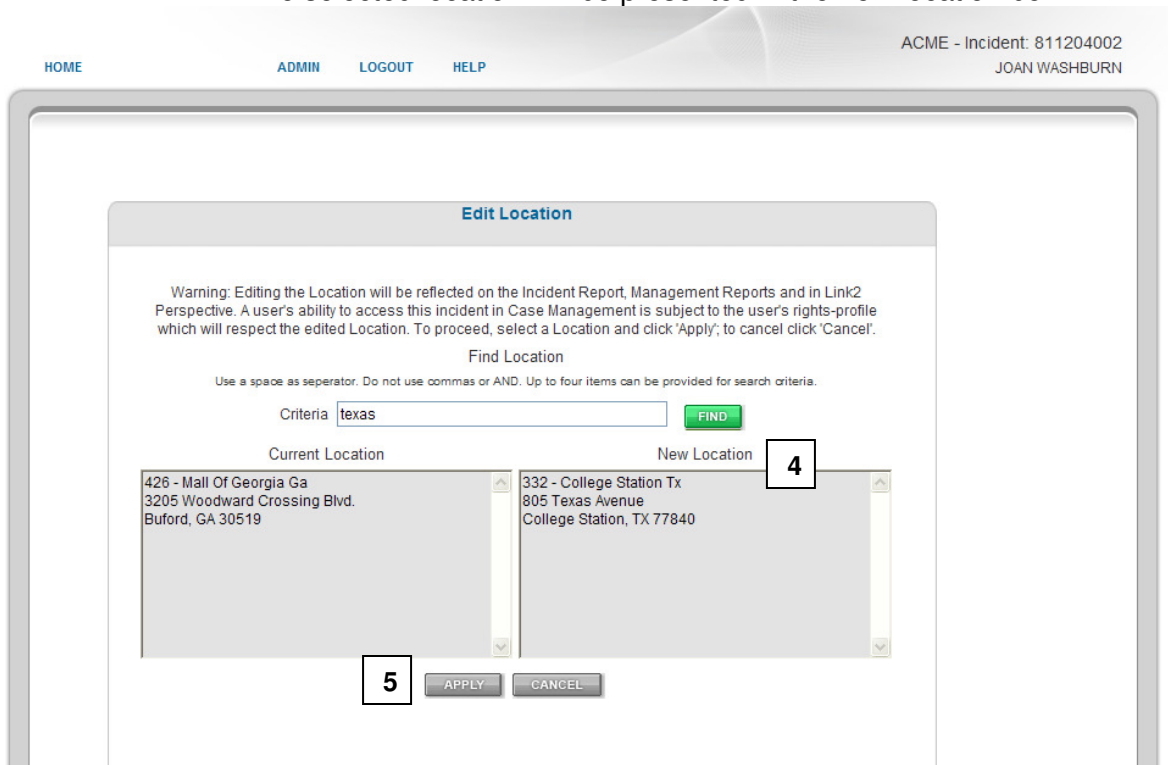 ACME - Incident: 811204002
HOME ADMIN LOGOUT HELP JOAN WASHBURN
Edit Location
Warning: Editing the Location will be reflected on the Incident Report, Management Reports and in Link2
Perspective. A user's ability to access this incident in Case Management is subject to the user's rights-profile
which will respect the edited Location. To proceed, select a Location and click 'Apply'; to cancel click 'Cancel'.
Find Location
Use a space as seperator. Do not use commas or AND. Up to four items can be provided for search criteria.
Criteria texas FIND
Current Location New Location 4
426 - Mall Of Georgia Ga
3205 Woodward Crossing Blvd.
Buford, GA 30519
332 - College Station Tx
805 Texas Avenue
College Station, TX 77840
5 APPLY CANCEL